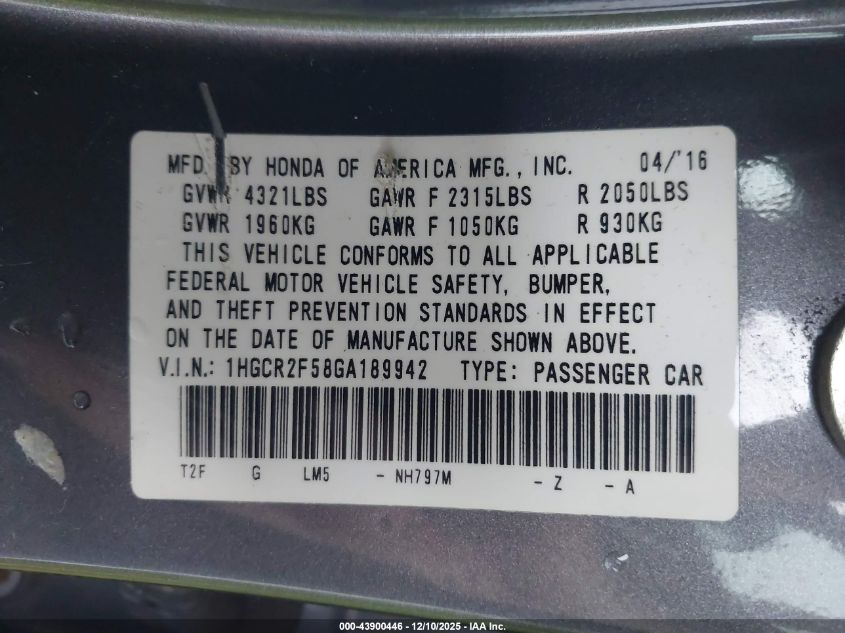 MFD. BY HONDA OF AMERICA MFG., INC. 04/'16
GVWR 4321LBS GAWR F 2315LBS R 2050LBS
GVWR 1960KG GAWR F 1050KG R 930KG
THIS VEHICLE CONFORMS TO ALL APPLICABLE
FEDERAL MOTOR VEHICLE SAFETY, BUMPER,
AND THEFT PREVENTION STANDARDS IN EFFECT
ON THE DATE OF MANUFACTURE SHOWN ABOVE.
V.I.N.: 1HGCR2F58GA189942 TYPE: PASSENGER CAR
T2F G LM5 - NH797M - Z - A
000-43900446 - 12/10/2025 - IAA Inc.